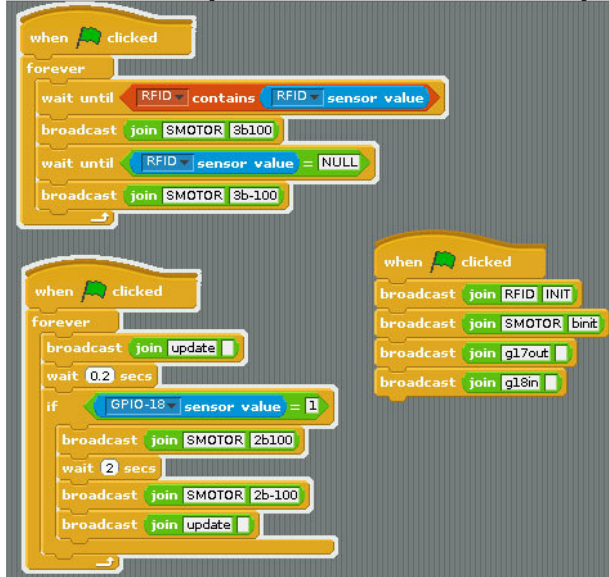 when clicked
forever
wait until RFID contains RFID sensor value
broadcast join SMOTOR 3b100
wait until RFID sensor value = NULL
broadcast join SMOTOR 3b-100
when clicked
forever
broadcast join update
wait 0.2 secs
if GPIO-18 sensor value = 1
broadcast join SMOTOR 2b100
wait 2 secs
broadcast join SMOTOR 2b-100
broadcast join update
when clicked
broadcast join RFID INIT
broadcast join SMOTOR binit
broadcast join g17out
broadcast join g18in